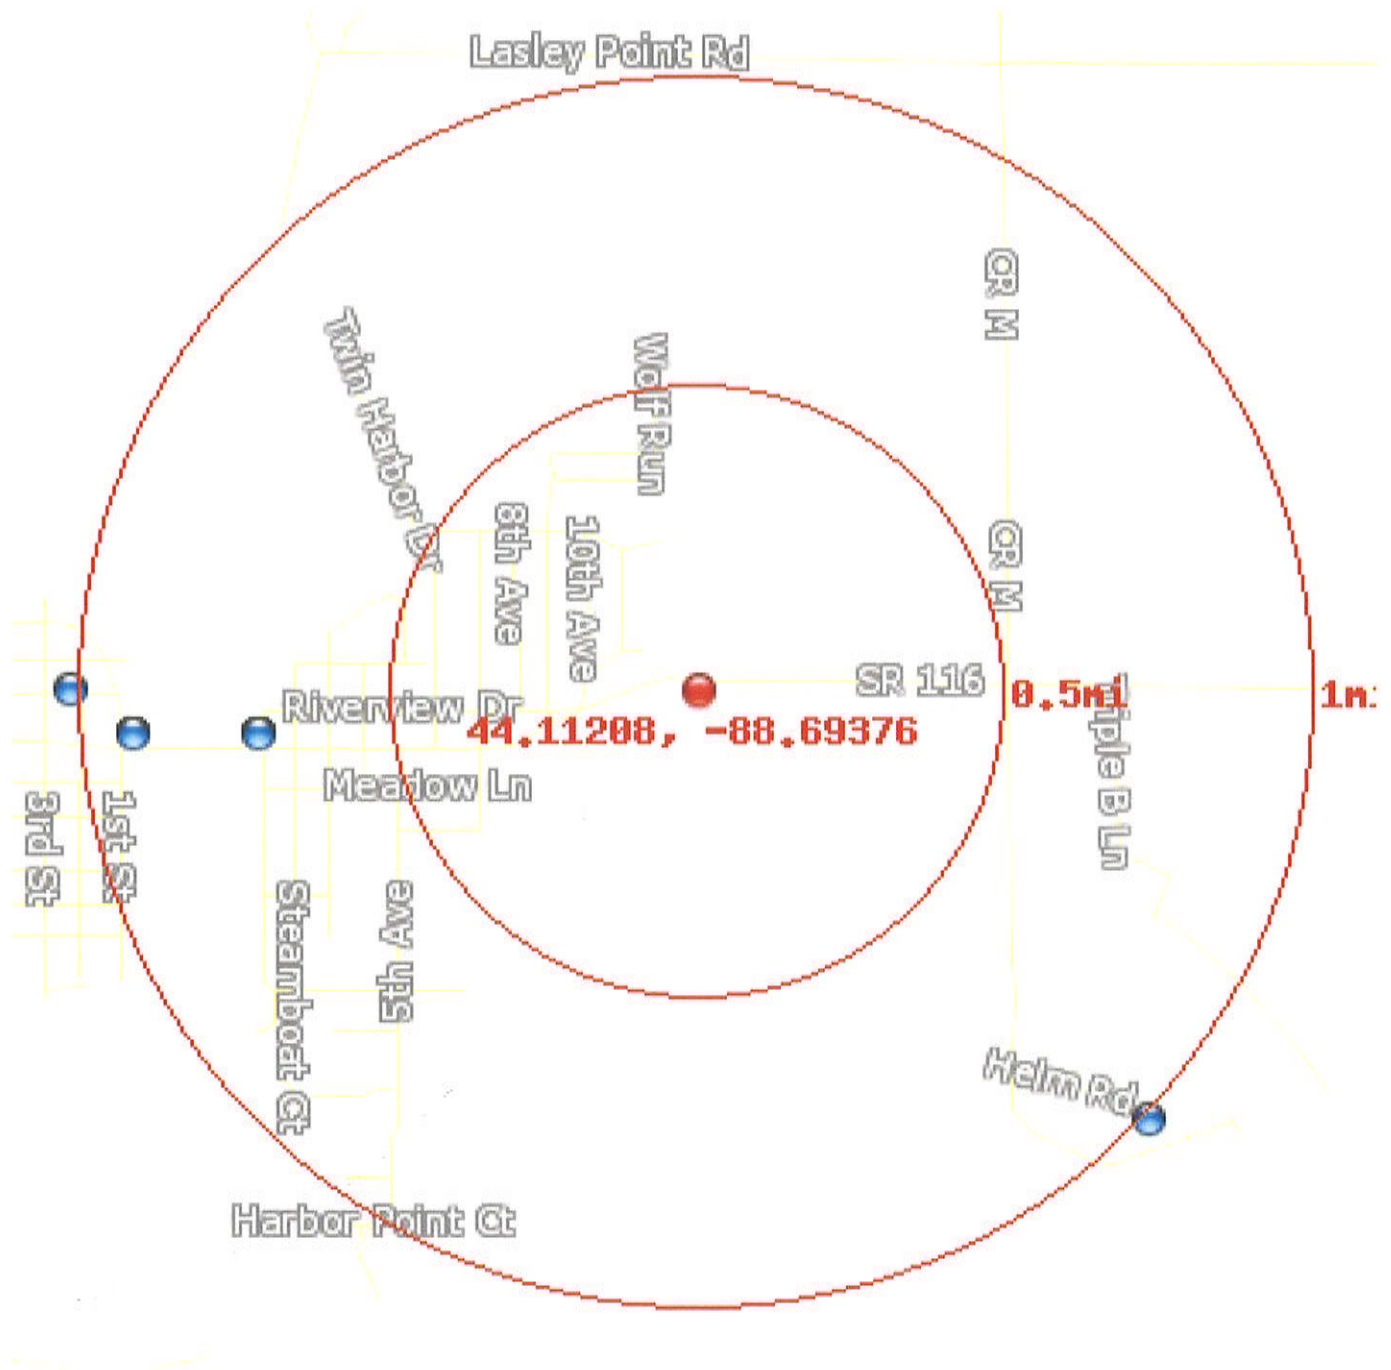 Lasley Point Rd
CR M
Twin Harbor Dr
Wolf Run
8th Ave
10th Ave
CR M
SR 116
0.5mi
1m
Riverview Dr
44.11208, -88.69376
Triple B Ln
Meadow Ln
3rd St
1st St
Steamboat Ct
5th Ave
Helm Rd
Harbor Point Ct